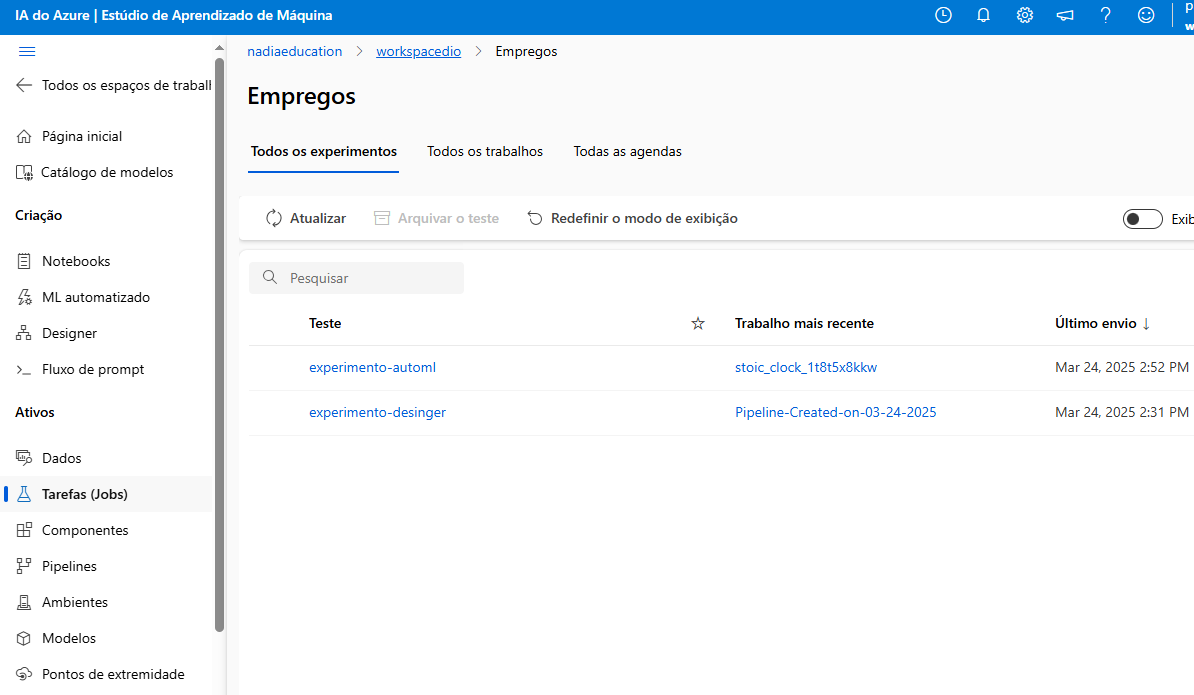 IA do Azure | Estúdio de Aprendizado de Máquina
Todos os espaços de trabal
Página inicial
Catálogo de modelos
Criação
Notebooks
ML automatizado
Designer
Fluxo de prompt
Ativos
Dados
Tarefas (Jobs)
Componentes
Pipelines
Ambientes
Modelos
Pontos de extremidade
nadiaeducation > workspacedio > Empregos
Empregos
Todos os experimentos Todos os trabalhos Todas as agendas
Atualizar Arquivar o teste Redefinir o modo de exibição Exib
Pesquisar
Teste Trabalho mais recente Último envio ↓
experimento-automl stoic_clock_1t8t5x8kkw Mar 24, 2025 2:52 PM
experimento-desinger Pipeline-Created-on-03-24-2025 Mar 24, 2025 2:31 PM